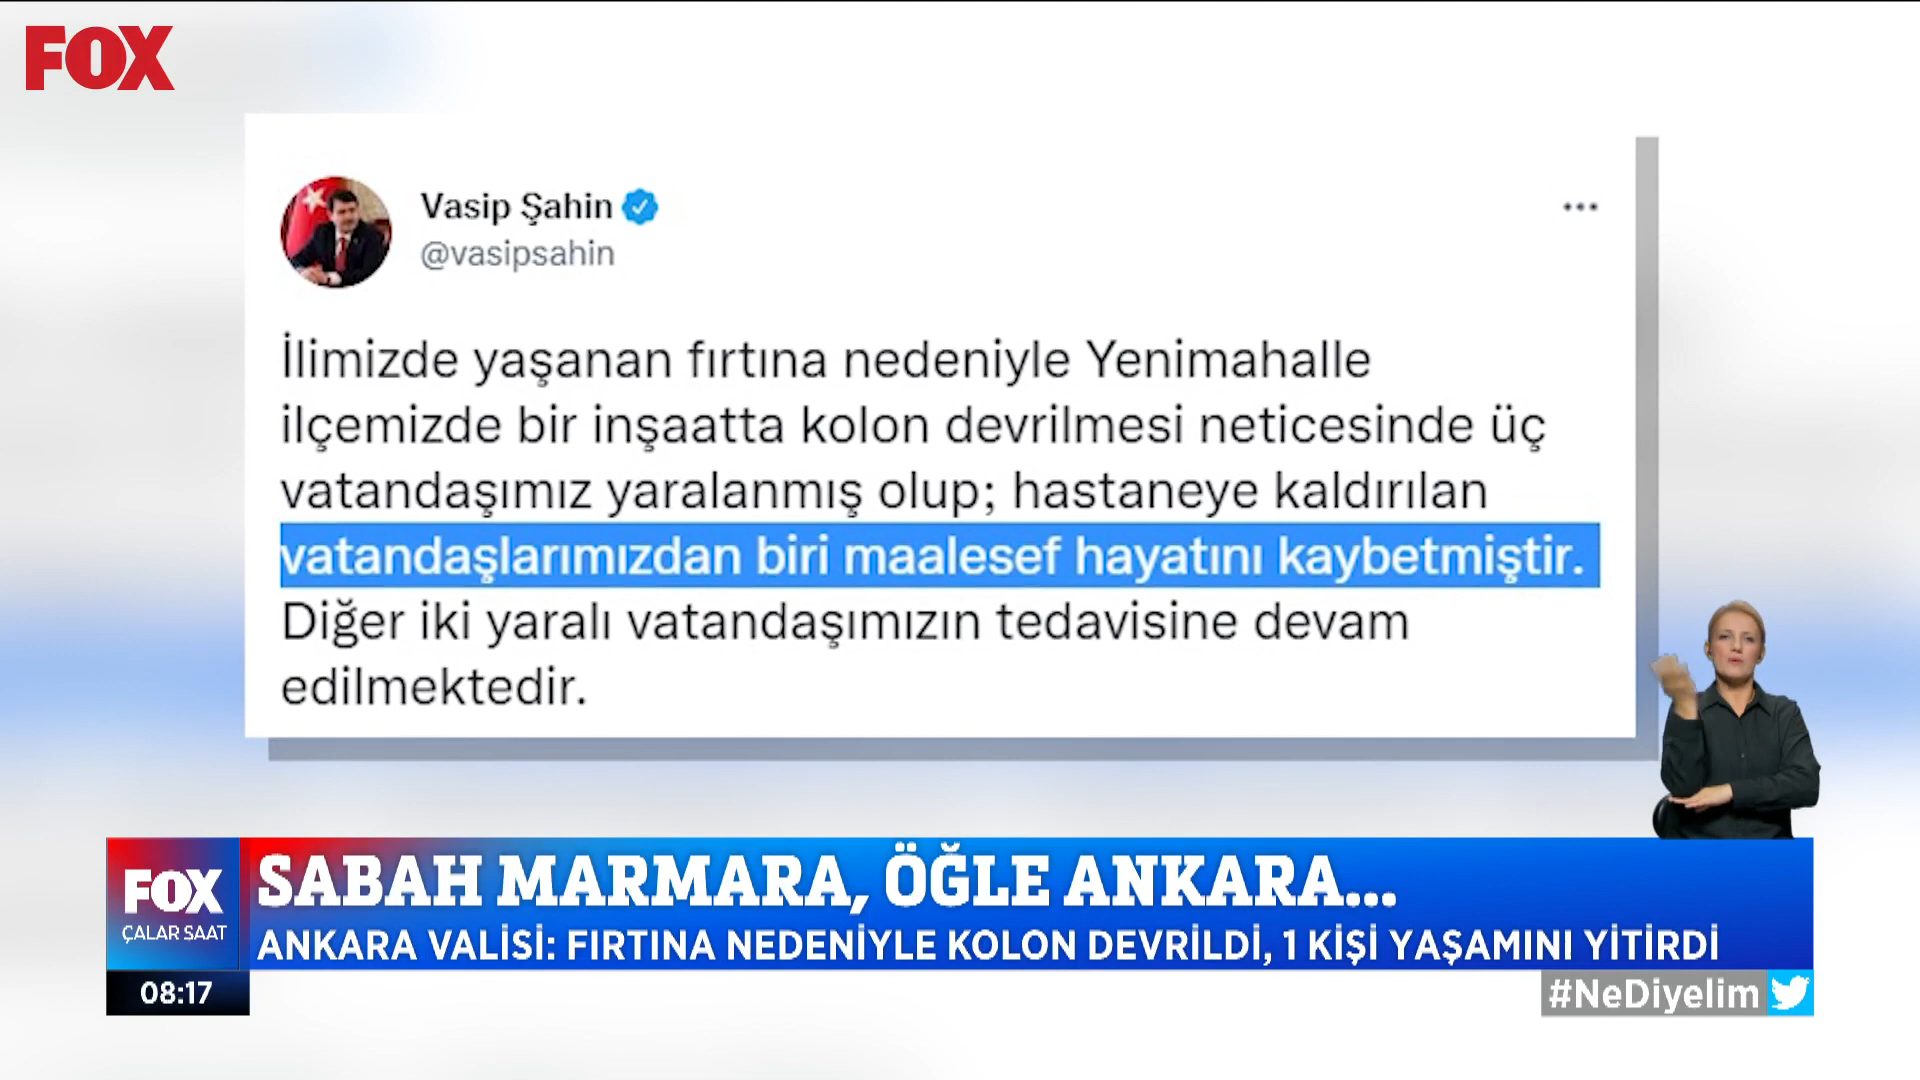 FOX
Vasip Şahin
@vasipsahin
İlimizde yaşanan fırtına nedeniyle Yenimahalle
ilçemizde bir inşaatta kolon devrilmesi neticesinde üç
vatandaşımız yaralanmış olup; hastaneye kaldırılan
vatandaşlarımızdan biri maalesef hayatını kaybetmiştir.
Diğer iki yaralı vatandaşımızın tedavisine devam
edilmektedir.
FOX
ÇALAR SAAT
SABAH MARMARA, ÖĞLE ANKARA...
ANKARA VALİSİ: FIRTINA NEDENİYLE KOLON DEVRİLDİ, 1 KİŞİ YAŞAMINI YİTİRDİ
08:17
#NeDiyelim